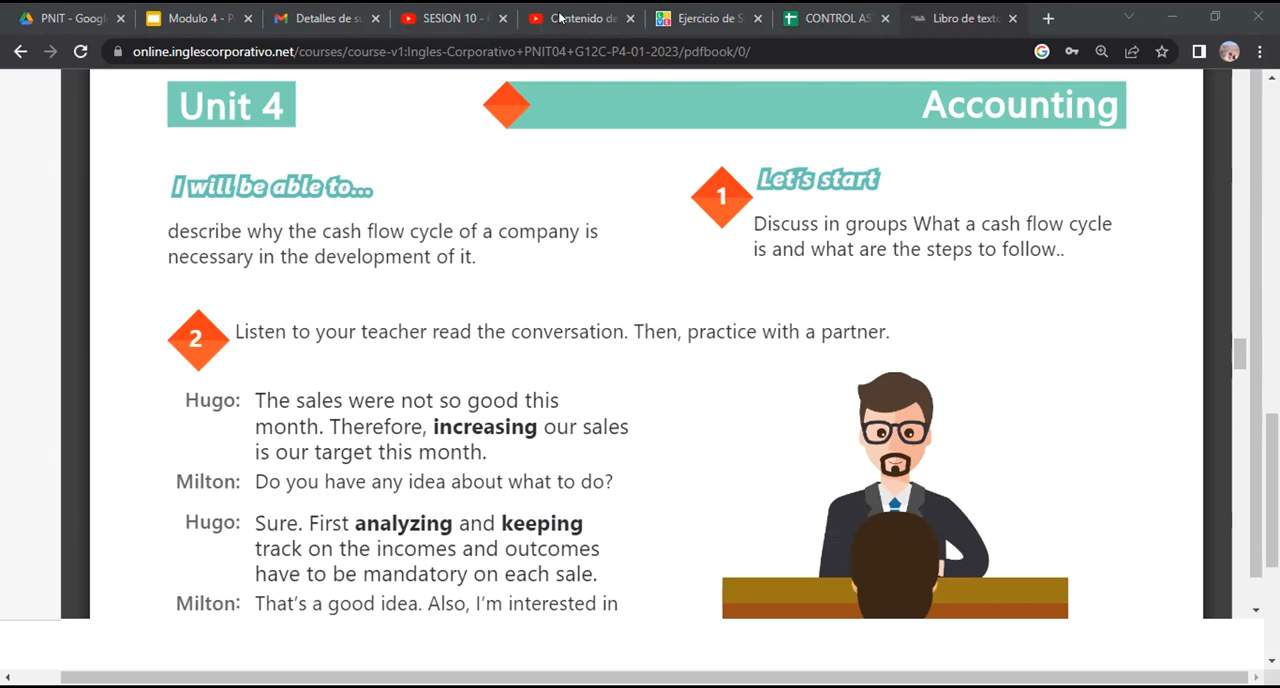 PNIT - Google
Modulo 4 - P
Detalles de su
SESION 10 -
Contenido de
Ejercicio de S
CONTROL AS
Libro de texto
online.inglescorporativo.net/courses/course-v1:Ingles-Corporativo+PNIT04+G12C-P4-01-2023/pdfbook/0/
Unit 4
Accounting
I will be able to...
describe why the cash flow cycle of a company is
necessary in the development of it.
1
Let's start
Discuss in groups What a cash flow cycle
is and what are the steps to follow..
2
Listen to your teacher read the conversation. Then, practice with a partner.
Hugo: The sales were not so good this
month. Therefore, increasing our sales
is our target this month.
Milton: Do you have any idea about what to do?
Hugo: Sure. First analyzing and keeping
track on the incomes and outcomes
have to be mandatory on each sale.
Milton: That's a good idea. Also, I'm interested in